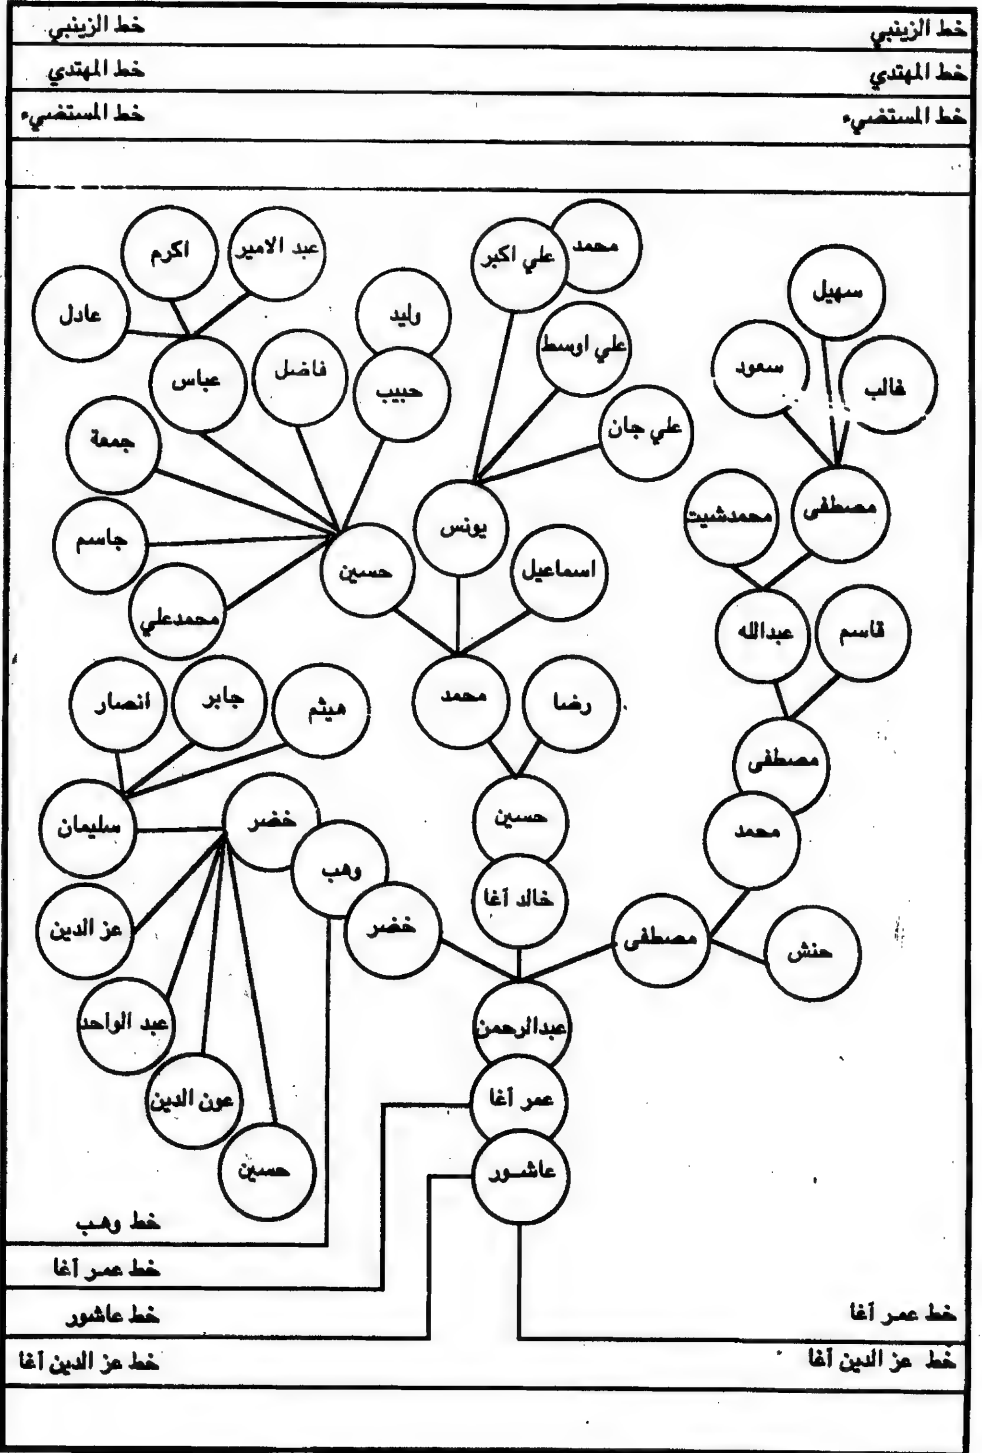 خط الزينبي خط الزينبي
خط المهتدي خط المهتدي
خط المستضيء خط المستضيء
محمد
علي اكبر
عبد الامير
اكرم
عادل
سهيل
وليد
غالب
سعود
علي اوسط
فاضل
حبيب
عباس
علي جان
جمعة
مصطفى
محمدشيت
يونس
جاسم
اسماعيل
حسين
محمدعلي
قاسم
عبدالله
رضا
محمد
هيثم
جابر
انصار
مصطفى
محمد
حسين
خضر
سليمان
وهب
خالد آغا
حنش
مصطفى
خضر
عز الدين
عبدالرحمن
عبد الواحد
عمر آغا
عون الدين
عاشور
حسين
خط وهب
خط عمر آغا
خط عمر آغا خط عاشور
خط عز الدين آغا خط عز الدين آغا